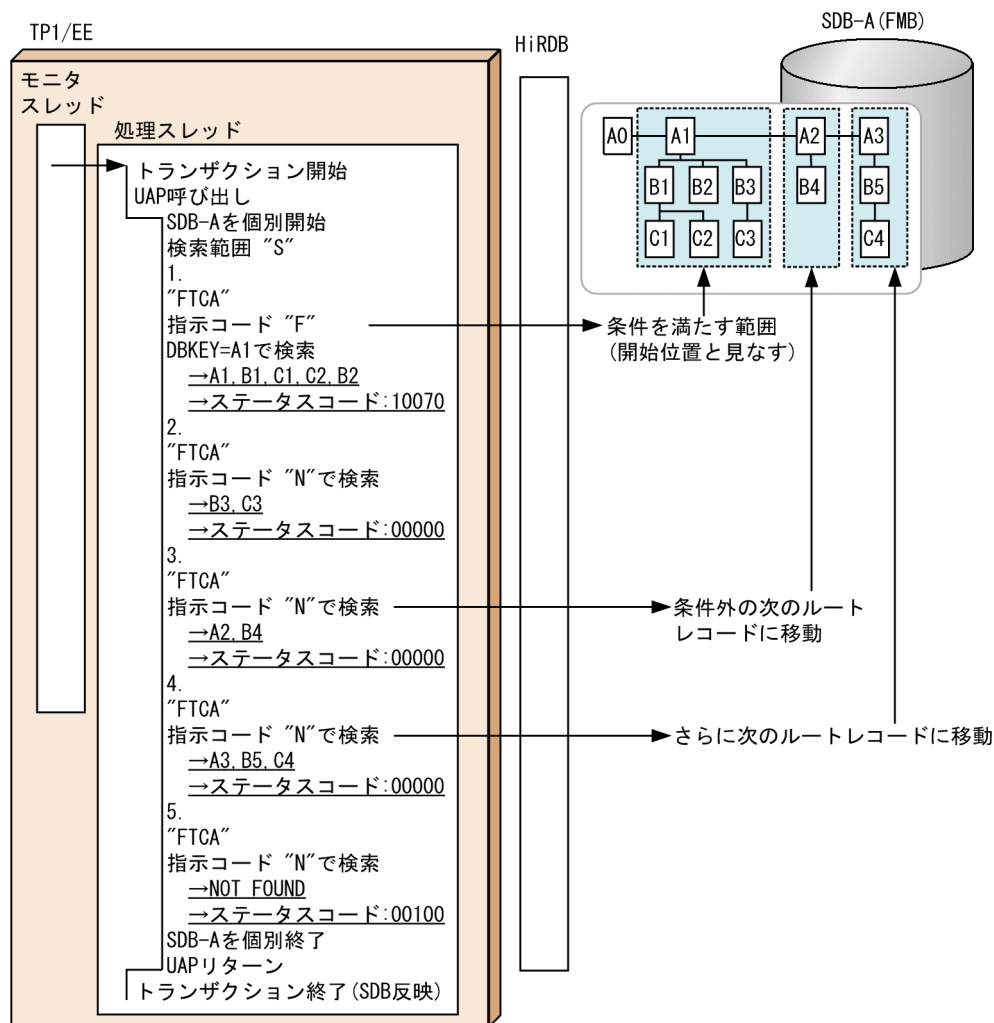 TP1/EE
HiRDB
SDB-A(FMB)
モニタ
スレッド
処理スレッド
トランザクション開始
UAP呼び出し
SDB-Aを個別開始
検索範囲 "S"
1.
"FTCA"
指示コード "F"
DBKEY=A1で検索
→A1,B1,C1,C2,B2
→ステータスコード:10070
2.
"FTCA"
指示コード "N"で検索
→B3,C3
→ステータスコード:00000
3.
"FTCA"
指示コード "N"で検索
→A2,B4
→ステータスコード:00000
4.
"FTCA"
指示コード "N"で検索
→A3,B5,C4
→ステータスコード:00000
5.
"FTCA"
指示コード "N"で検索
→NOT FOUND
→ステータスコード:00100
SDB-Aを個別終了
UAPリターン
トランザクション終了(SDB反映)
A0 A1 A2 A3
B1 B2 B3 B4 B5
C1 C2 C3 C4
条件を満たす範囲
(開始位置と見なす)
条件外の次のルート
レコードに移動
さらに次のルートレコードに移動